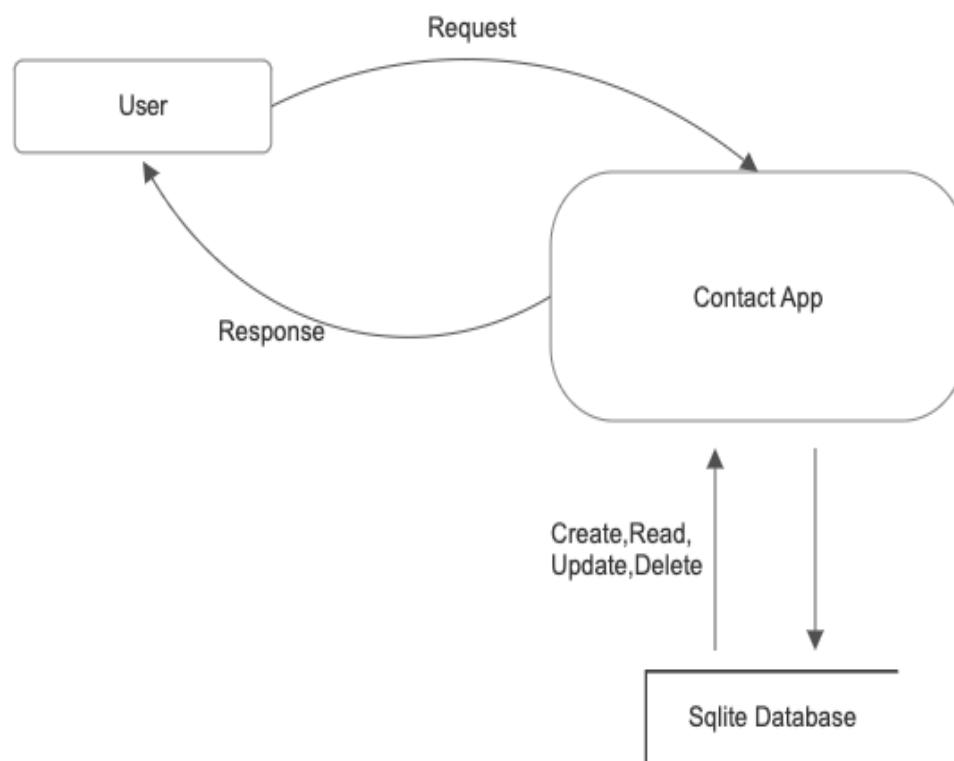 Request
User
Contact App
Response
Create,Read,
Update,Delete
Sqlite Database